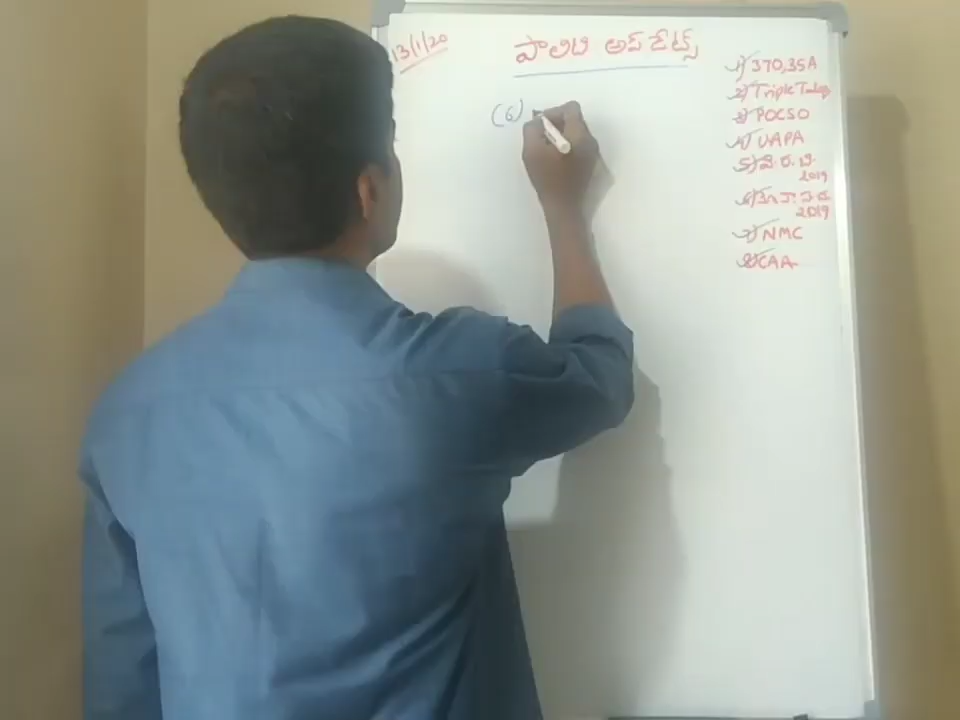 13/1/20
పాలిటి అప్ డేట్స్
1) 370,35A
2) Triple Talaq
3) POCSO
4) UAPA
5) వి. ర. బి.
2019
2019
7) NMC
8) CAA
(6)